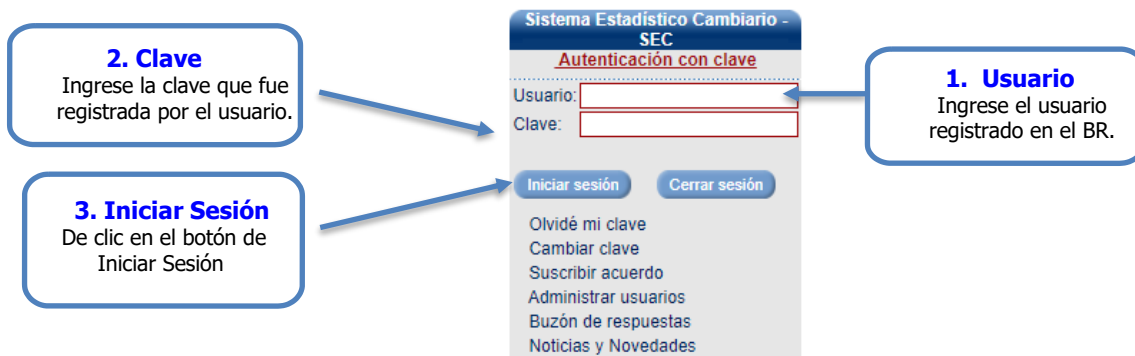 Sistema Estadístico Cambiario -
SEC
Autenticación con clave
Usuario:
Clave:
Iniciar sesión
Cerrar sesión
Olvidé mi clave
Cambiar clave
Suscribir acuerdo
Administrar usuarios
Buzón de respuestas
Noticias y Novedades
1. Usuario
Ingrese el usuario
registrado en el BR.
2. Clave
Ingrese la clave que fue
registrada por el usuario.
3. Iniciar Sesión
De clic en el botón de
Iniciar Sesión